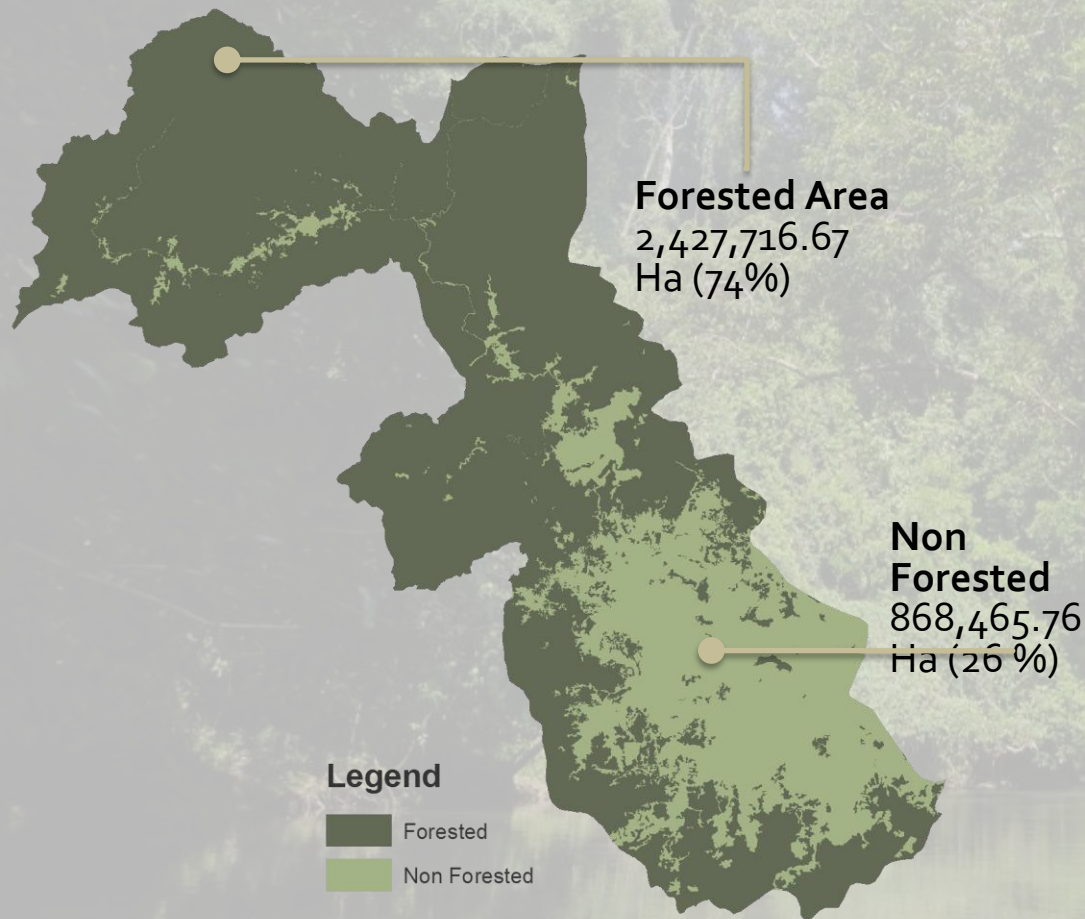 Forested Area
2,427,716.67
Ha (74%)
Non
Forested
868,465.76
Ha (26 %)
Legend
Forested
Non Forested